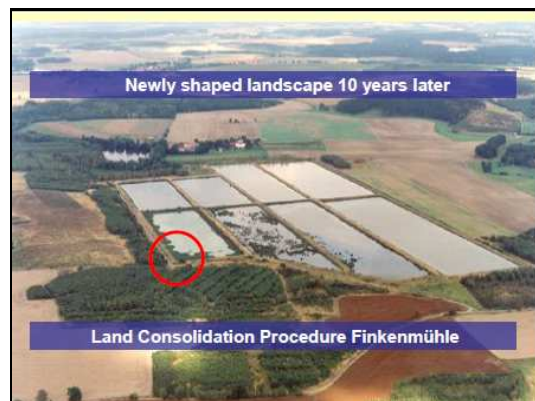 Newly shaped landscape 10 years later
Land Consolidation Procedure Finkenmühle